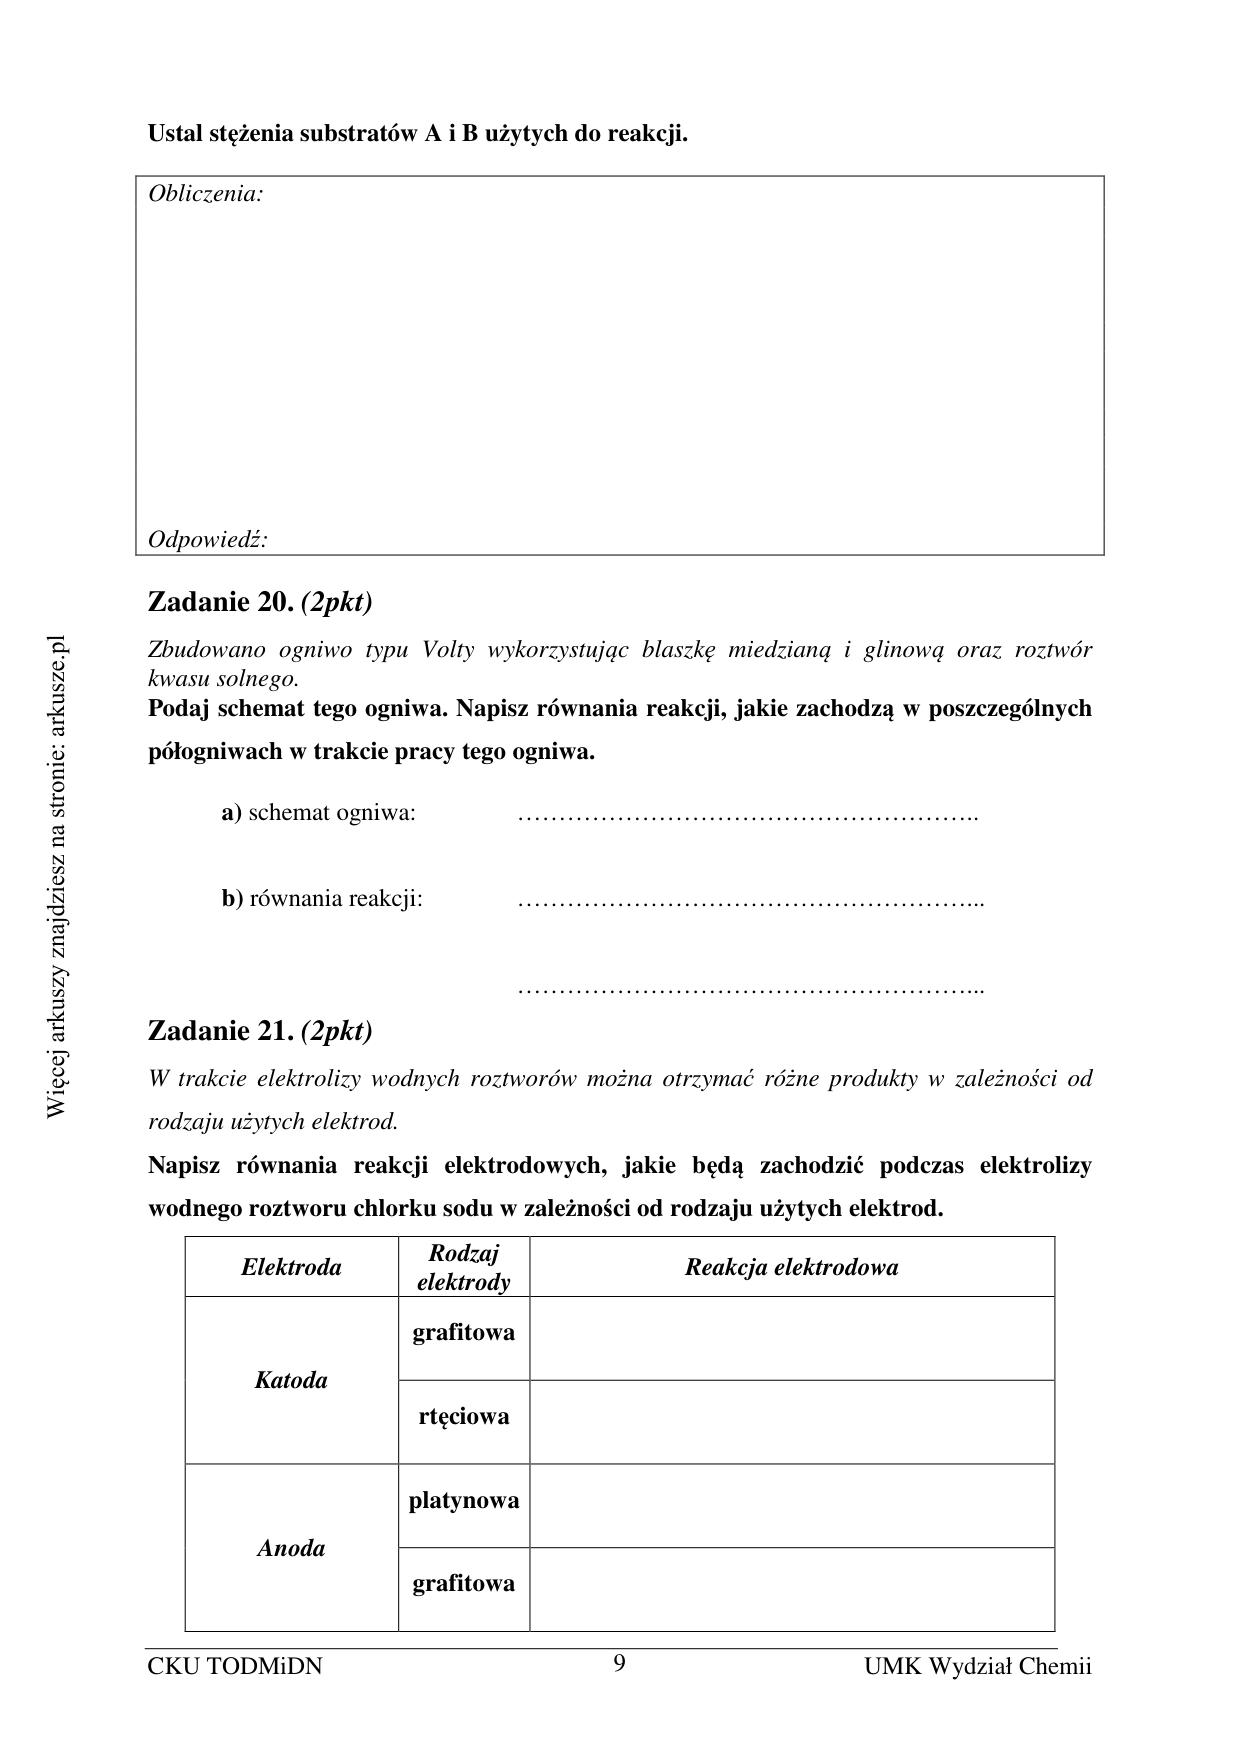 Ustal stężenia substratów A i B użytych do reakcji.
Obliczenia:
Odpowiedź:
Zadanie 20. (2pkt)
Zbudowano ogniwo typu Volty wykorzystując blaszkę miedzianą i glinową oraz roztwór
kwasu solnego.
Podaj schemat tego ogniwa. Napisz równania reakcji, jakie zachodzą w poszczególnych
półogniwach w trakcie pracy tego ogniwa.
a) schemat ogniwa: ………………………………………………..
b) równania reakcji: ………………………………………………...
………………………………………………...
Zadanie 21. (2pkt)
W trakcie elektrolizy wodnych roztworów można otrzymać różne produkty w zależności od
rodzaju użytych elektrod.
Napisz równania reakcji elektrodowych, jakie będą zachodzić podczas elektrolizy
wodnego roztworu chlorku sodu w zależności od rodzaju użytych elektrod.
Elektroda
Rodzaj
elektrody
Reakcja elektrodowa
Katoda
grafitowa
rtęciowa
Anoda
platynowa
grafitowa
CKU TODMiDN 9 UMK Wydział Chemii
Więcej arkuszy znajdziesz na stronie: arkusze.pl